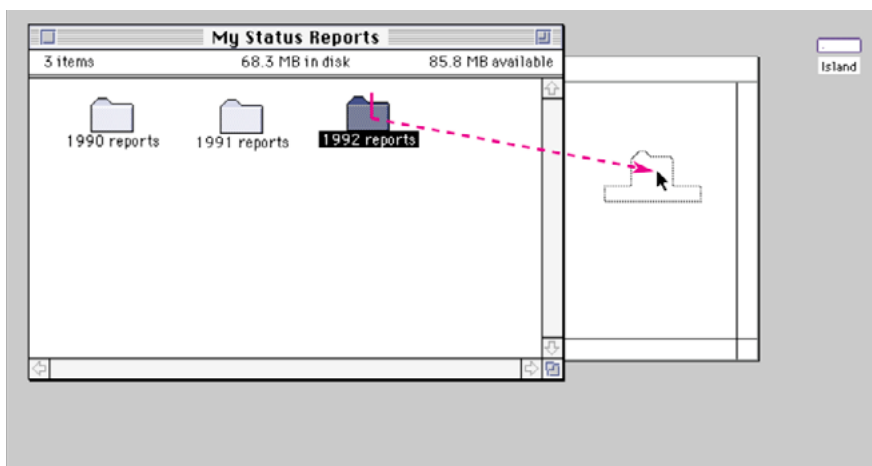 My Status Reports
3 items 68.3 MB in disk 85.8 MB available
Island
1990 reports 1991 reports 1992 reports